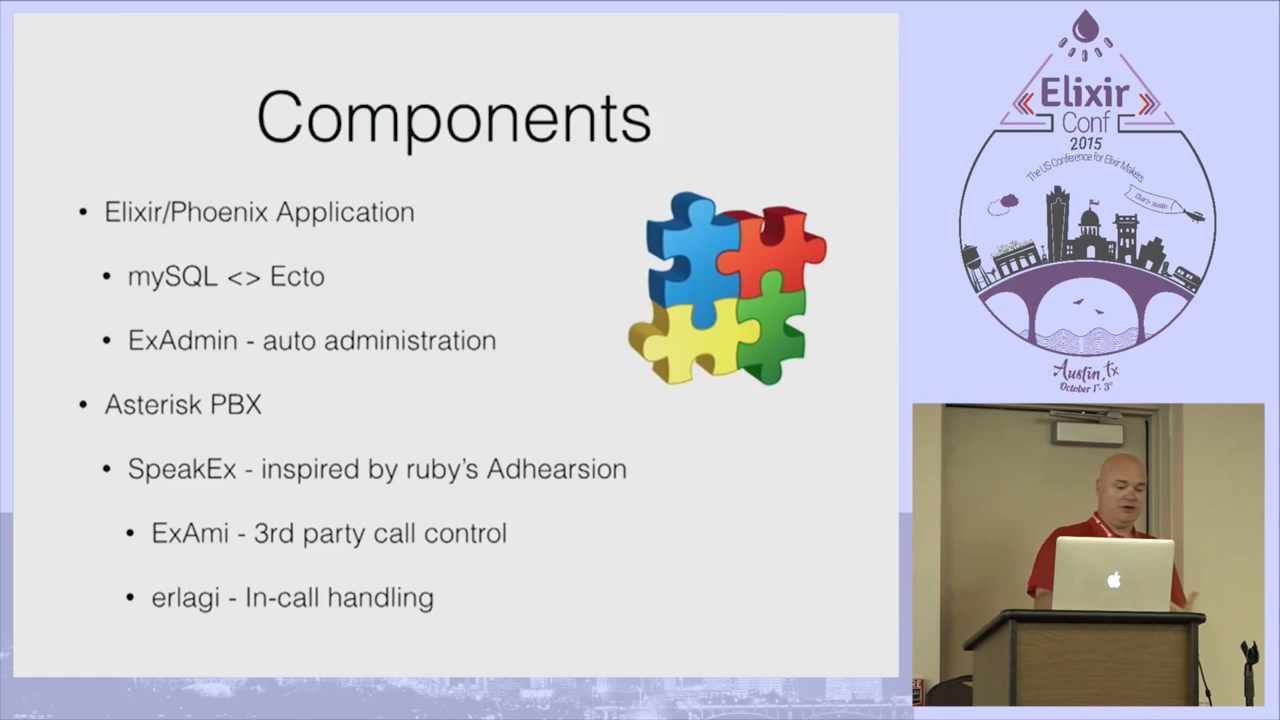 Components
• Elixir/Phoenix Application
• mySQL <> Ecto
• ExAdmin - auto administration
• Asterisk PBX
• SpeakEx - inspired by ruby's Adhearsion
• ExAmi - 3rd party call control
• erlagi - In-call handling
Elixir
Conf
2015
The US Conference for Elixir Makers
Austin, Tx
October 1st- 3rd